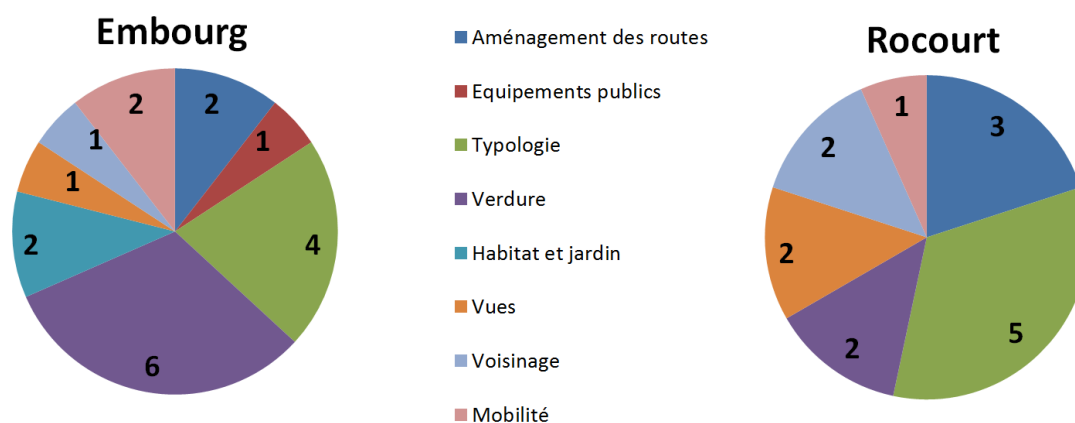 Embourg
2
1
4
6
2
1
1
2
Aménagement des routes
Equipements publics
Typologie
Verdure
Habitat et jardin
Vues
Voisinage
Mobilité
Rocourt
3
5
2
2
2
1